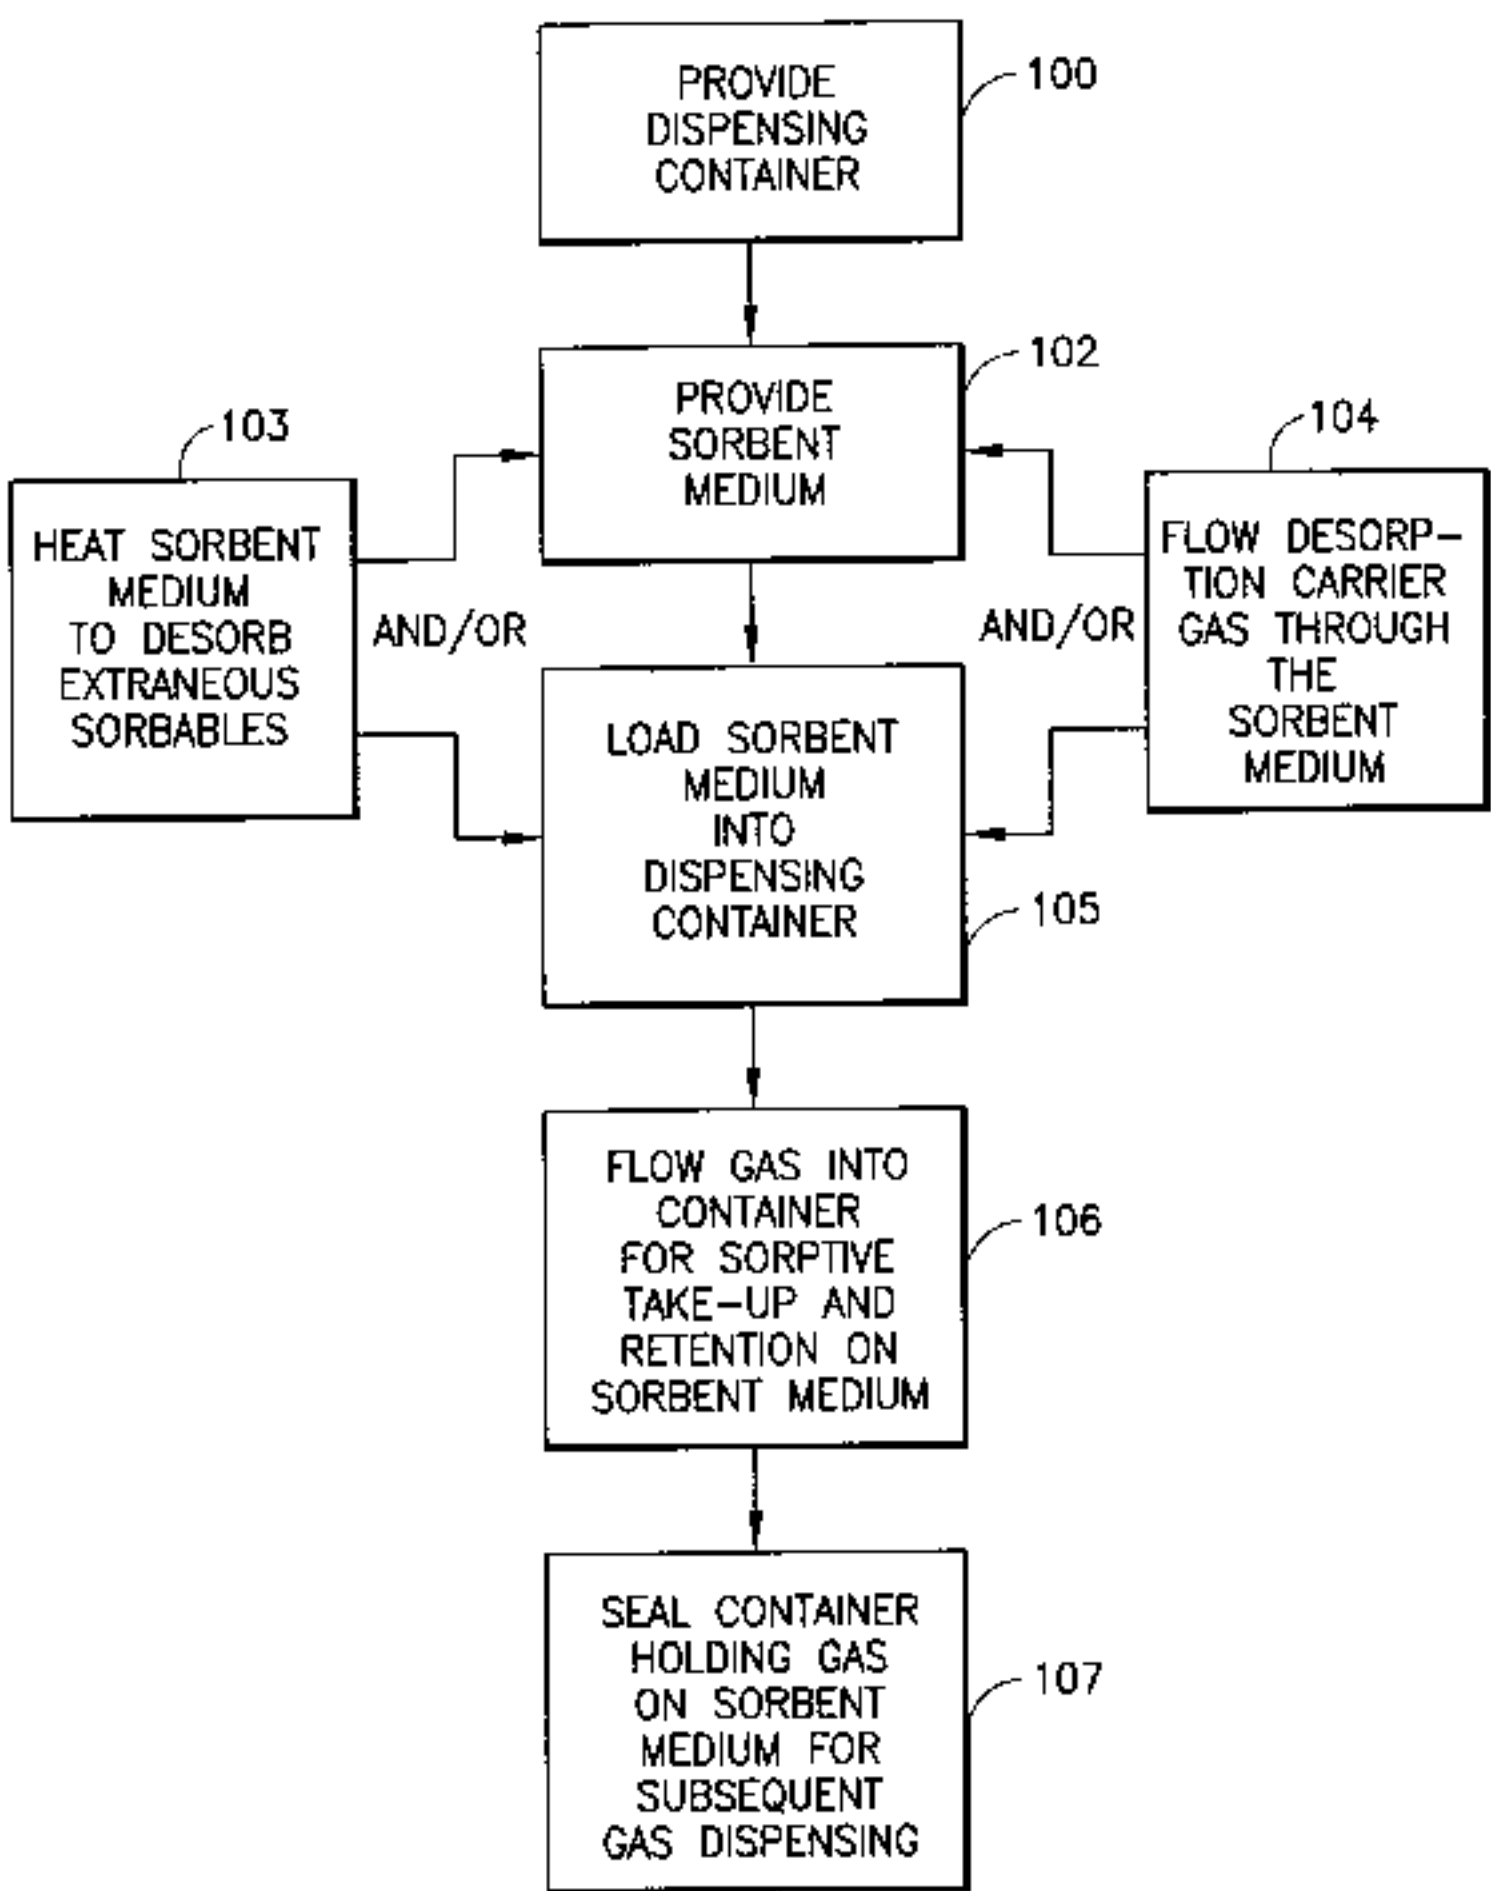 PROVIDE
DISPENSING
CONTAINER
100
PROVIDE
SORBENT
MEDIUM
102
103
HEAT SORBENT
MEDIUM
TO DESORB
EXTRANEOUS
SORBABLES
AND/OR
104
FLOW DESORP-
TION CARRIER
GAS THROUGH
THE
SORBENT
MEDIUM
AND/OR
LOAD SORBENT
MEDIUM
INTO
DISPENSING
CONTAINER
105
FLOW GAS INTO
CONTAINER
FOR SORPTIVE
TAKE-UP AND
RETENTION ON
SORBENT MEDIUM
106
SEAL CONTAINER
HOLDING GAS
ON SORBENT
MEDIUM FOR
SUBSEQUENT
GAS DISPENSING
107